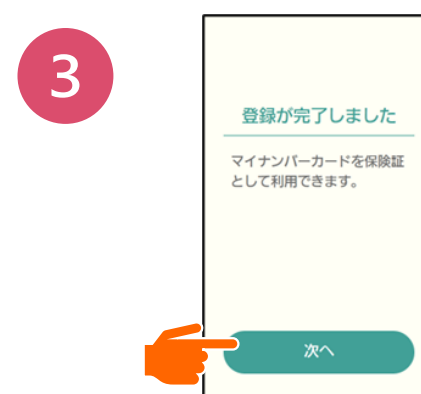 3
登録が完了しました
マイナンバーカードを保険証
として利用できます。
次へ